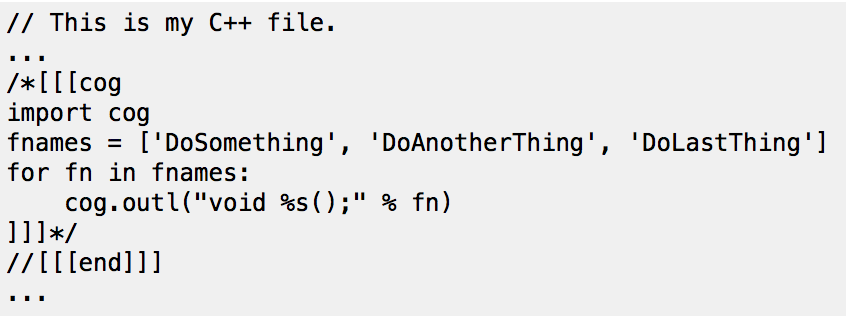 // This is my C++ file.
...
/*[[[cog
import cog
fnames = ['DoSomething', 'DoAnotherThing', 'DoLastThing']
for fn in fnames:
    cog.outl("void %s();" % fn)
]]]*/
//[[[end]]]
...